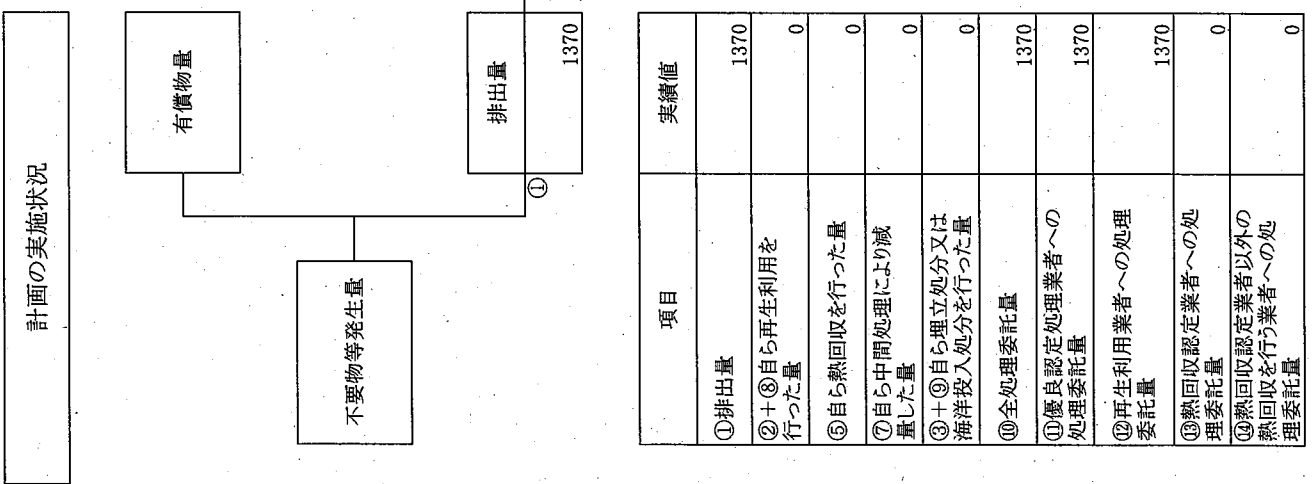 計画の実施状況
有償物量
不要物等発生量
排出量
①
1370
項目
実績値
①排出量
1370
②+⑧自ら再生利用を
行った量
0
⑤自ら熱回収を行った量
0
⑦自ら中間処理により減
量した量
0
③+⑨自ら埋立処分又は
海洋投入処分を行った量
0
⑩全処理委託量
1370
⑪優良認定処理業者への
処理委託量
1370
⑫再生利用業者への処理
委託量
1370
⑬熱回収認定業者への処
理委託量
0
⑭熱回収認定業者以外の
熱回収を行う業者への処
理委託量
0